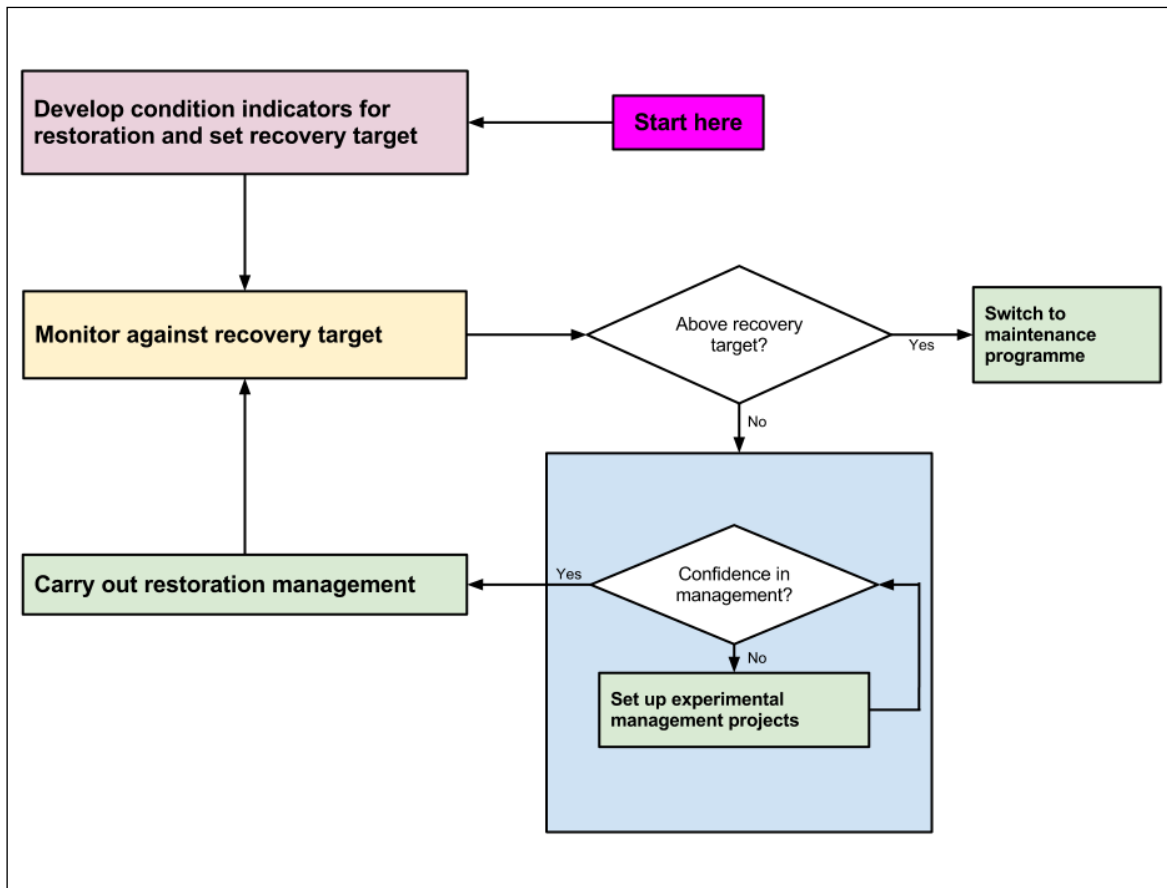 Develop condition indicators for
restoration and set recovery target
Start here
Monitor against recovery target
Above recovery
target?
Yes
Switch to
maintenance
programme
No
Carry out restoration management
Yes
Confidence in
management?
No
Set up experimental
management projects